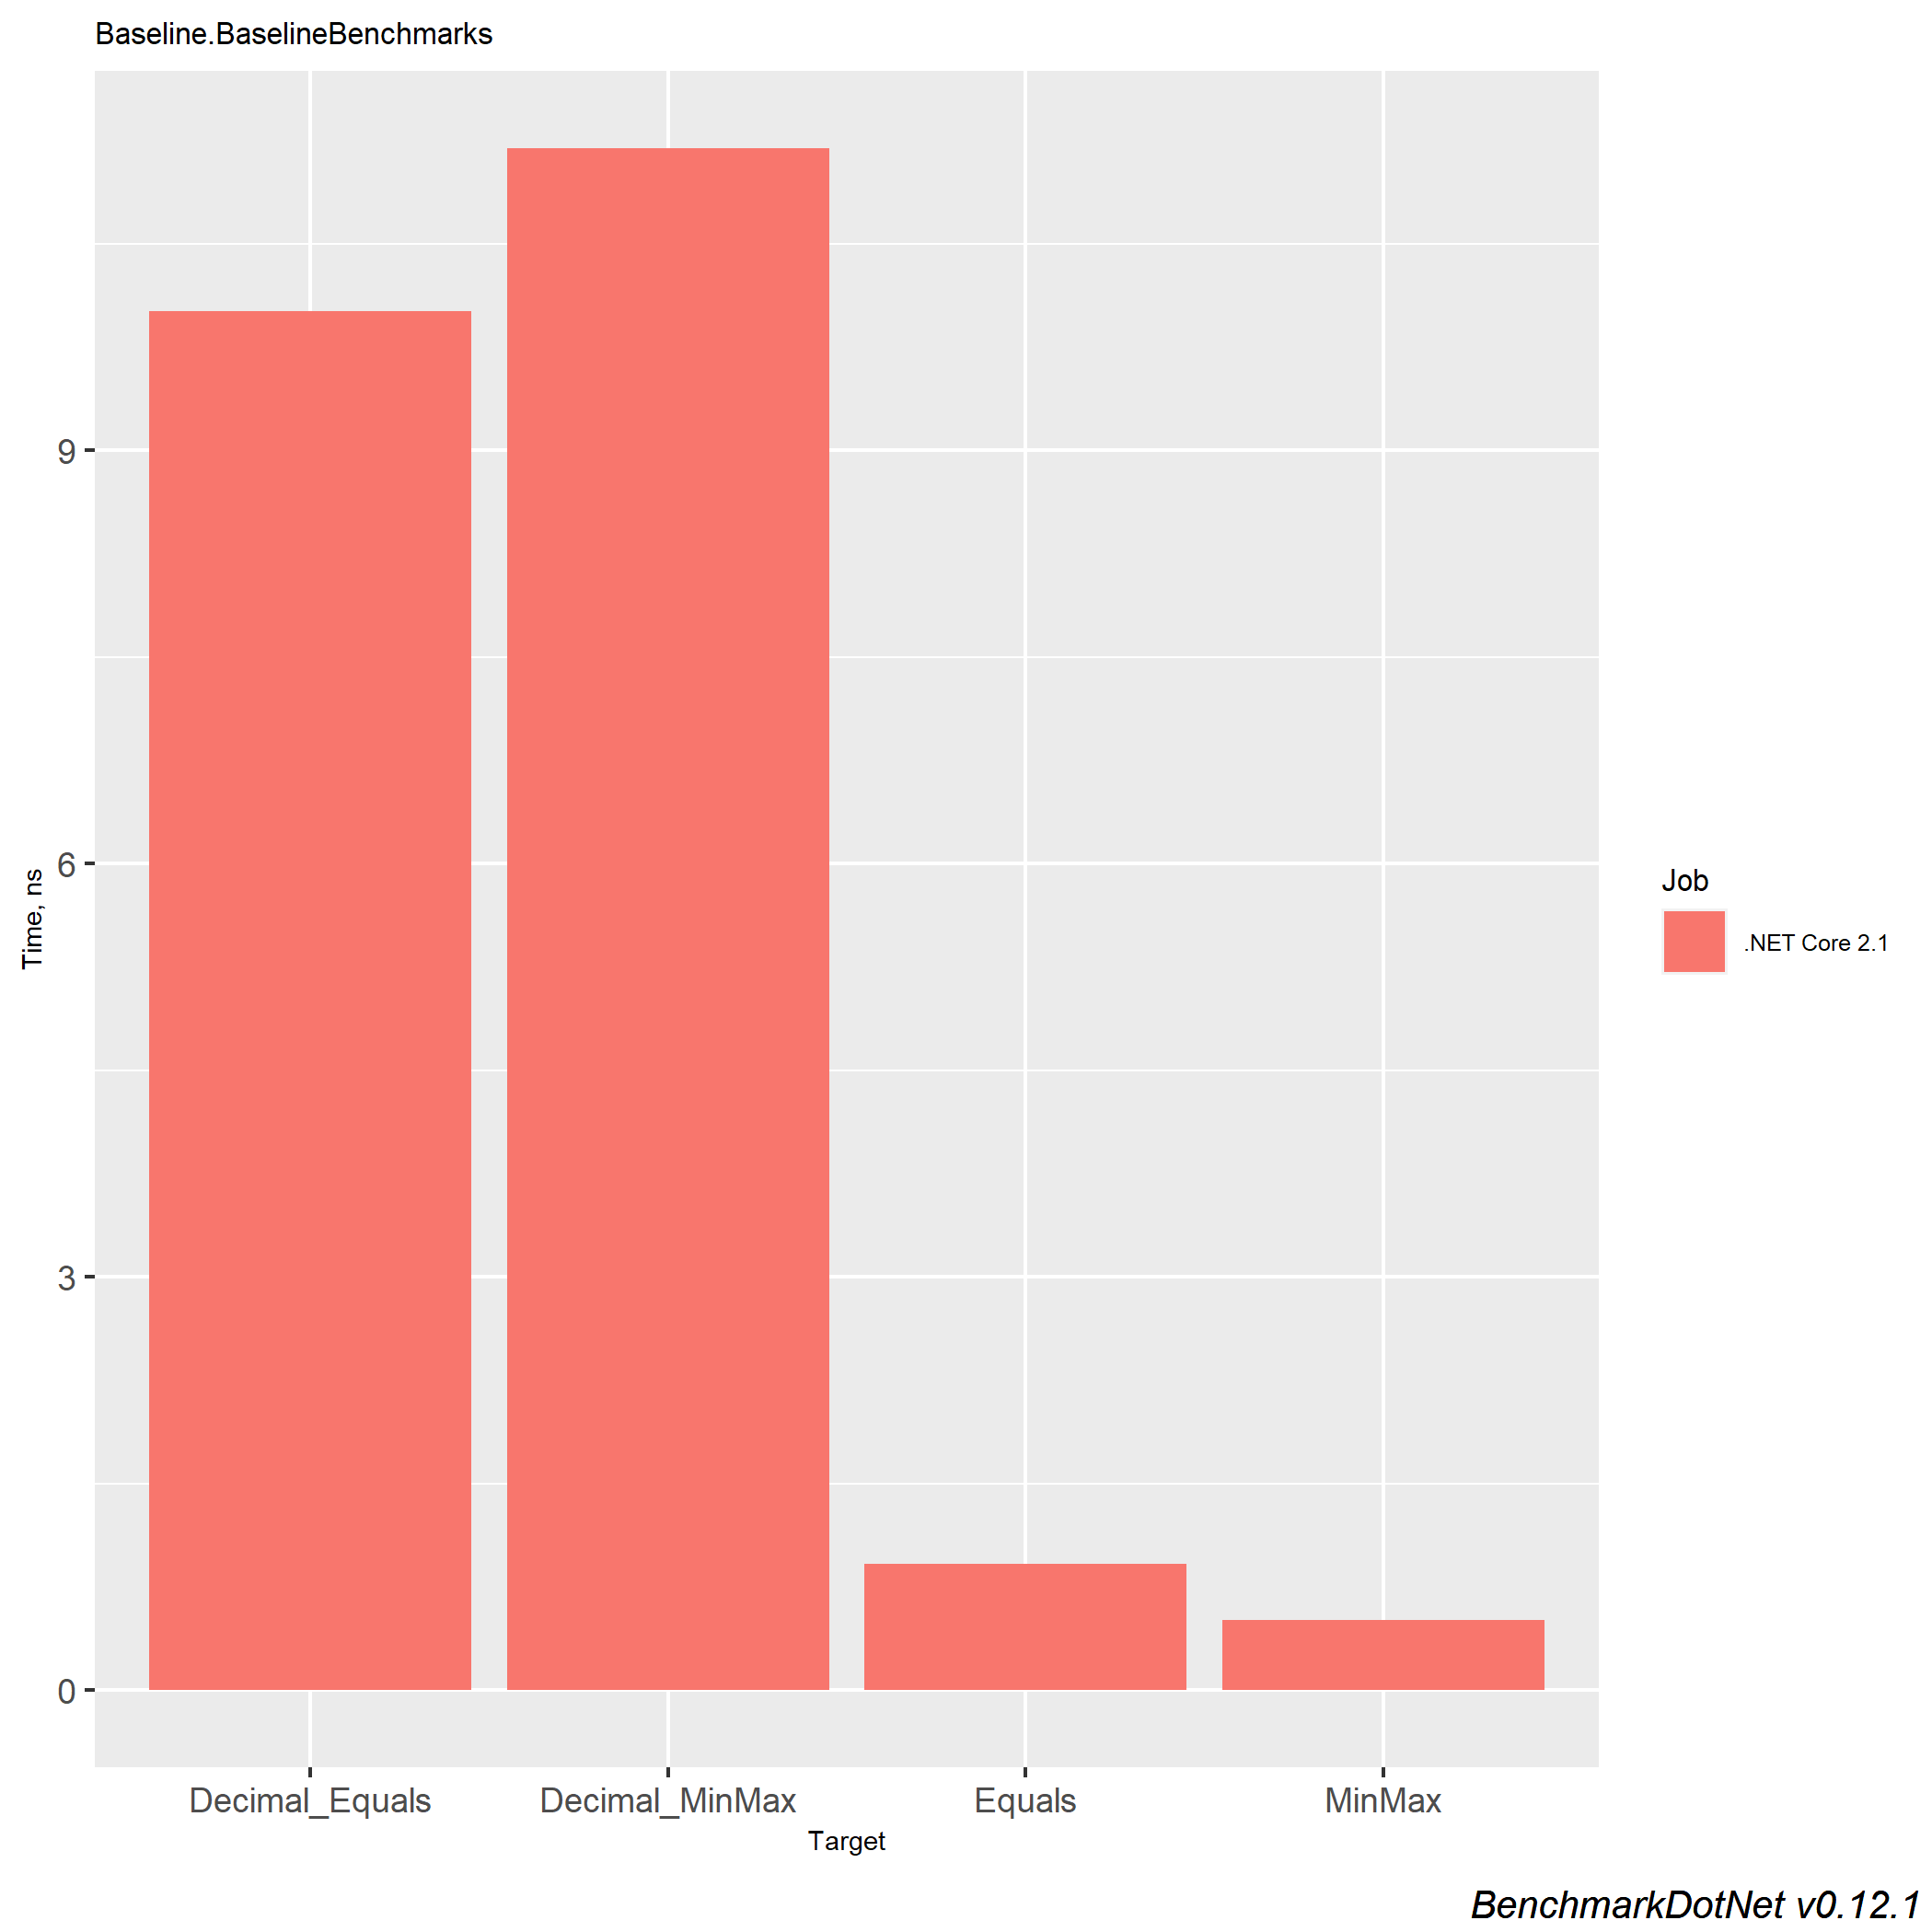 Baseline.BaselineBenchmarks
9
6
3
0
Time, ns
Decimal_Equals
Decimal_MinMax
Equals
MinMax
Target
Job
.NET Core 2.1
BenchmarkDotNet v0.12.1